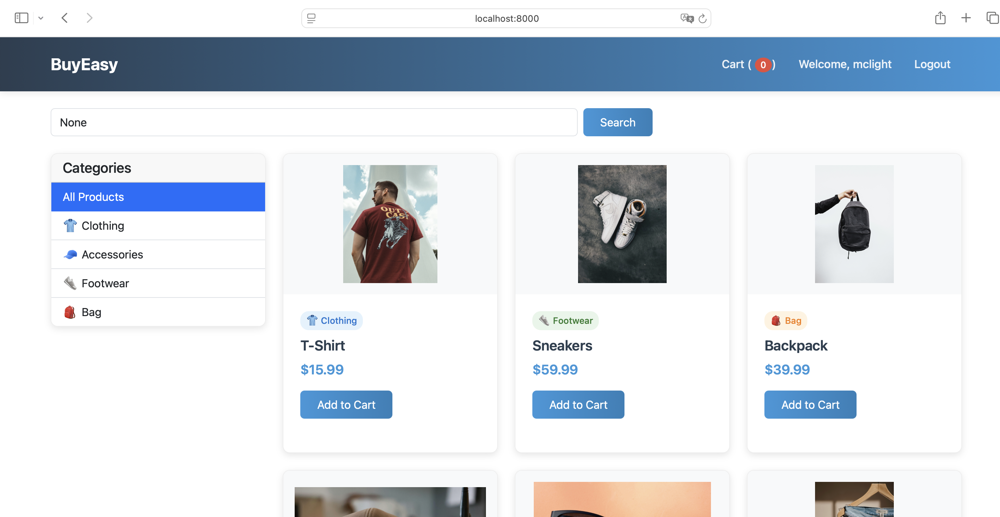 localhost:8000
BuyEasy
Cart ( 0 )
Welcome, mclight
Logout
None
Search
Categories
All Products
Clothing
Accessories
Footwear
Bag
OUT
CAST
Clothing
T-Shirt
$15.99
Add to Cart
Footwear
Sneakers
$59.99
Add to Cart
Bag
Backpack
$39.99
Add to Cart